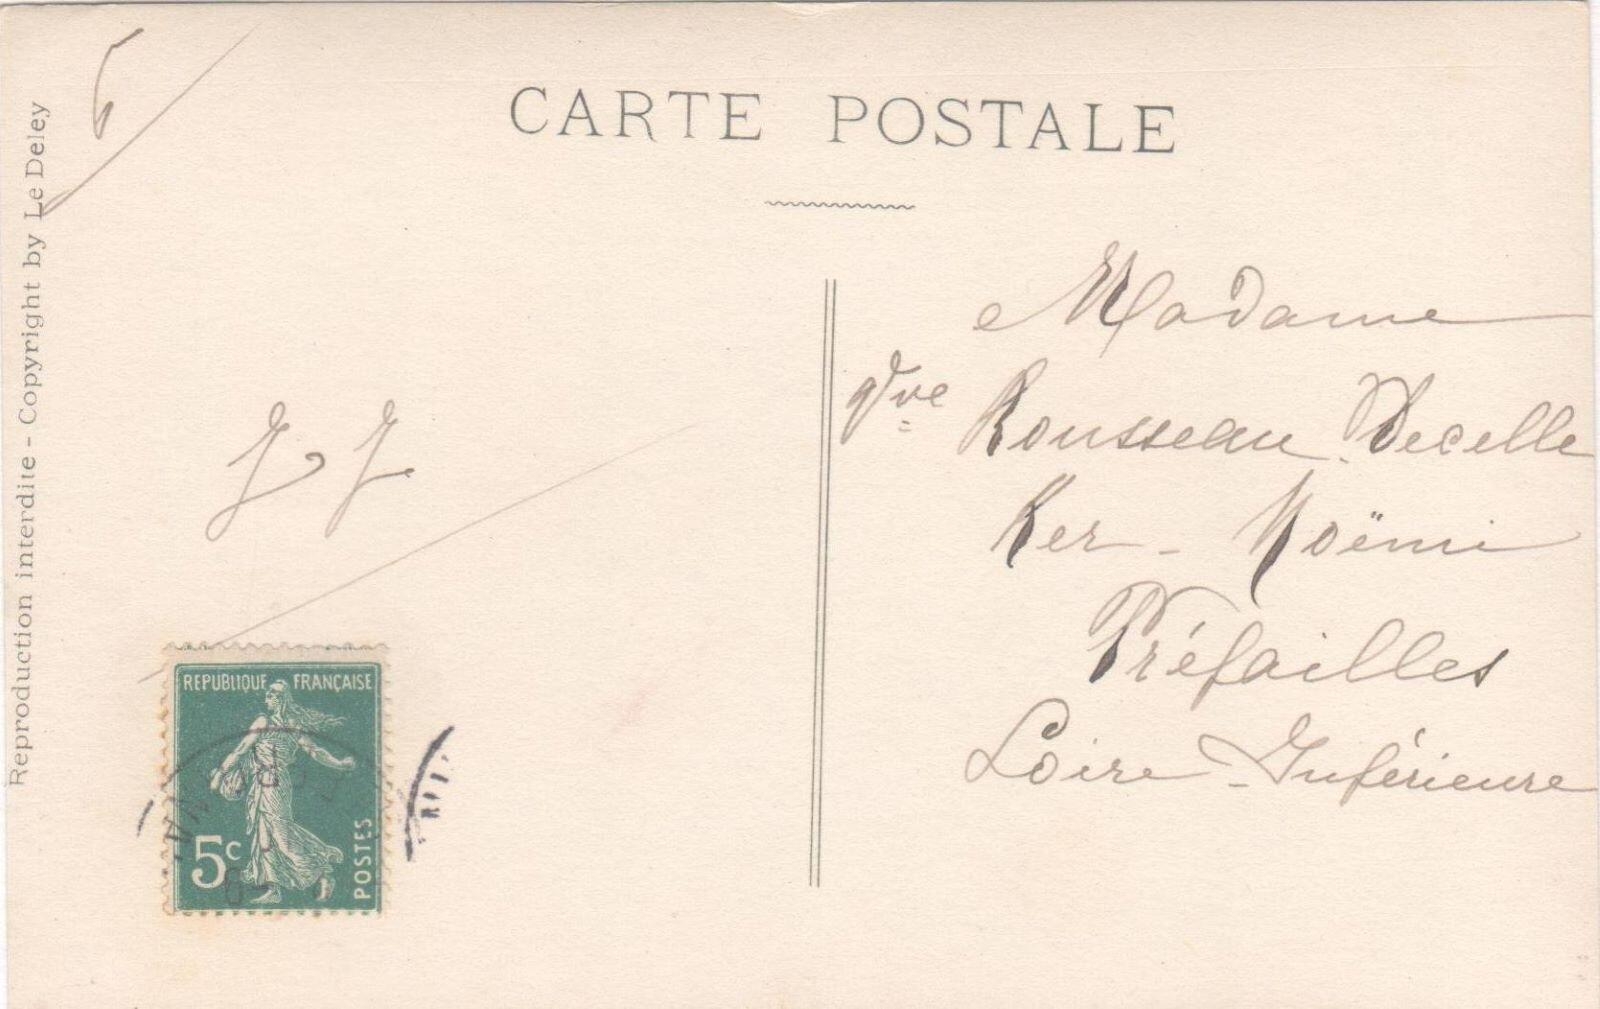 CARTE POSTALE
Reproduction interdite - Copyright by Le Deley
Madame
Vve Rousseau-Decelle
Ker-Noëmi
Préfailles
Loire-Inférieure
REPUBLIQUE FRANÇAISE
5c
POSTES